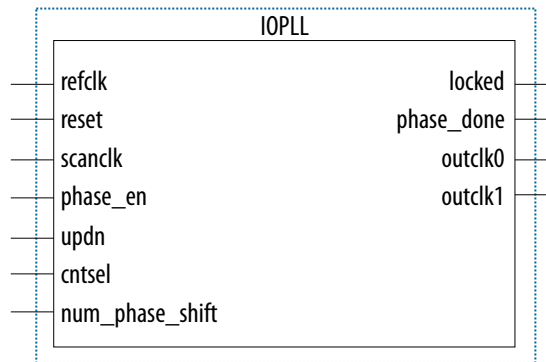 IOPLL
refclk locked
reset phase_done
scanclk outclk0
phase_en outclk1
updn
cntsel
num_phase_shift